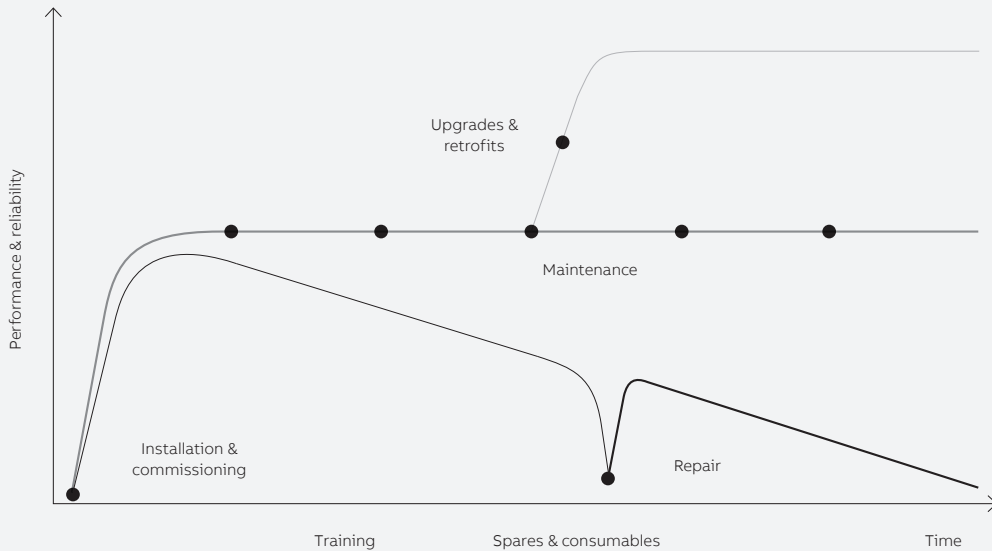 Performance & reliability
Upgrades &
retrofits
Maintenance
Installation &
commissioning
Repair
Training
Spares & consumables
Time